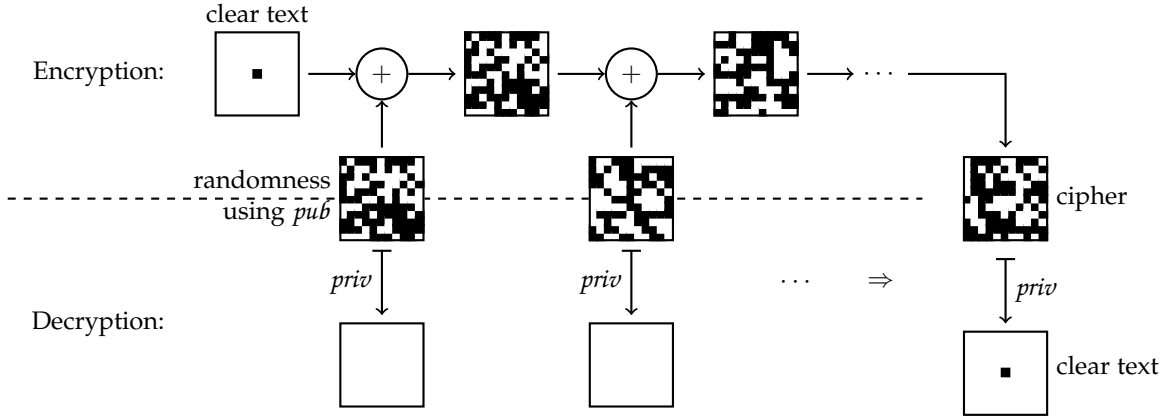 clear text
Encryption:
+
+
· · ·
randomness
using pub
cipher
priv
priv
· · ·
⇒
priv
Decryption:
clear text